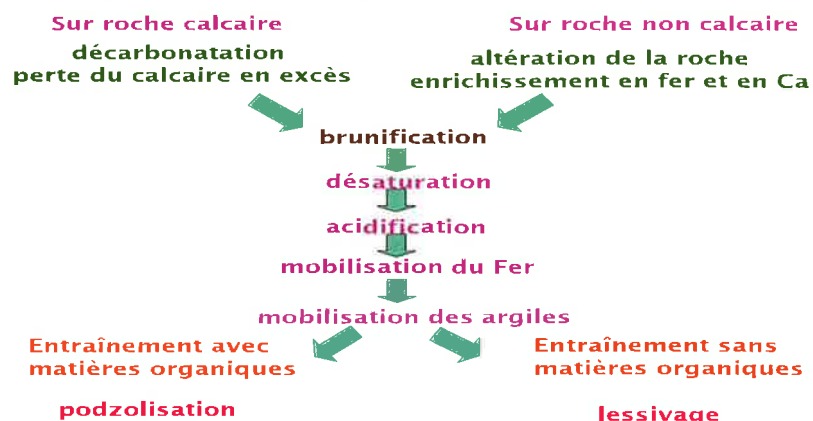 Sur roche calcaire
décarbonatation
perte du calcaire en excès
Sur roche non calcaire
altération de la roche
enrichissement en fer et en Ca
brunification
désaturation
acidification
mobilisation du Fer
mobilisation des argiles
Entraînement avec
matières organiques
podzolisation
Entraînement sans
matières organiques
lessivage